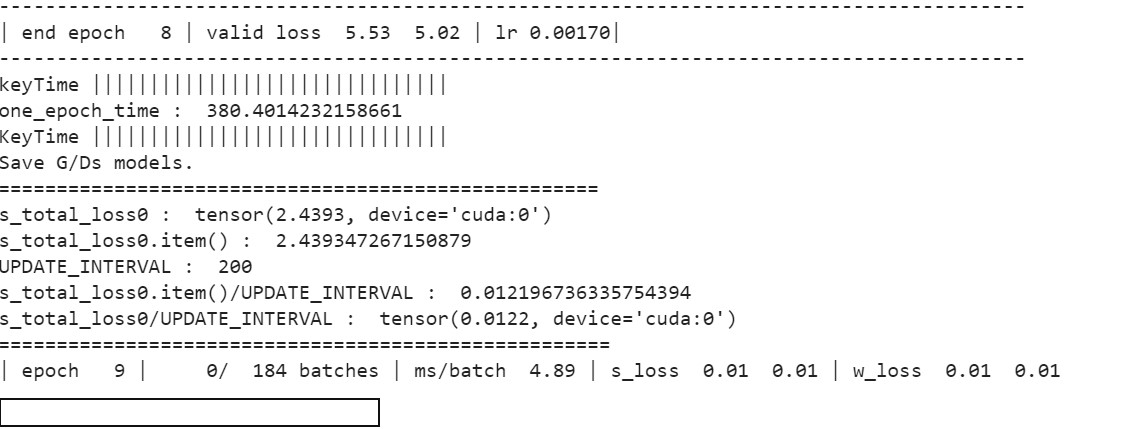 -----------------------------------------------------------------------------------------
| end epoch   8 | valid loss  5.53  5.02 | lr 0.00170|
-----------------------------------------------------------------------------------------
keyTime |||||||||||||||||||||||||||||||
one_epoch_time :  380.4014232158661
KeyTime |||||||||||||||||||||||||||||||
Save G/Ds models.
====================================================
s_total_loss0 :  tensor(2.4393, device='cuda:0')
s_total_loss0.item() :  2.439347267150879
UPDATE_INTERVAL :  200
s_total_loss0.item()/UPDATE_INTERVAL :  0.012196736335754394
s_total_loss0/UPDATE_INTERVAL :  tensor(0.0122, device='cuda:0')
=====================================================
| epoch   9 |     0/  184 batches | ms/batch  4.89 | s_loss  0.01  0.01 | w_loss  0.01  0.01